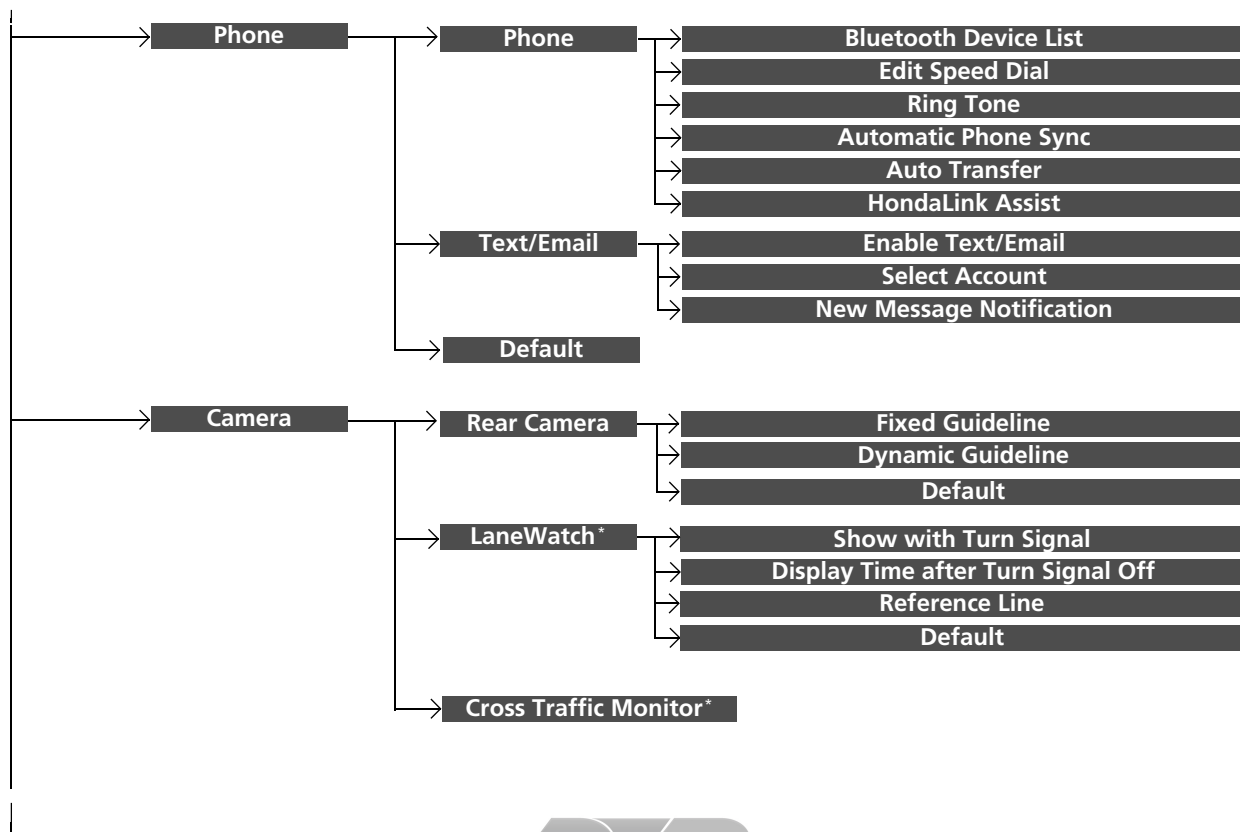 Phone
Phone
Bluetooth Device List
Edit Speed Dial
Ring Tone
Automatic Phone Sync
Auto Transfer
HondaLink Assist
Text/Email
Enable Text/Email
Select Account
New Message Notification
Default
Camera
Rear Camera
Fixed Guideline
Dynamic Guideline
Default
LaneWatch*
Show with Turn Signal
Display Time after Turn Signal Off
Reference Line
Default
Cross Traffic Monitor*